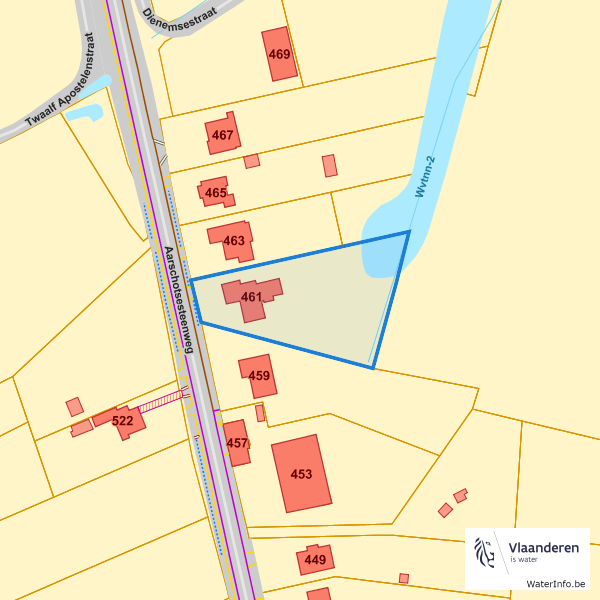 Dienemsestraat
469
Twaalf Apostelenstraat
467
465
Wvtnn-2
463
Aarschotsesteenweg
461
459
522
457
453
449
Vlaanderen
is water
WaterInfo.be